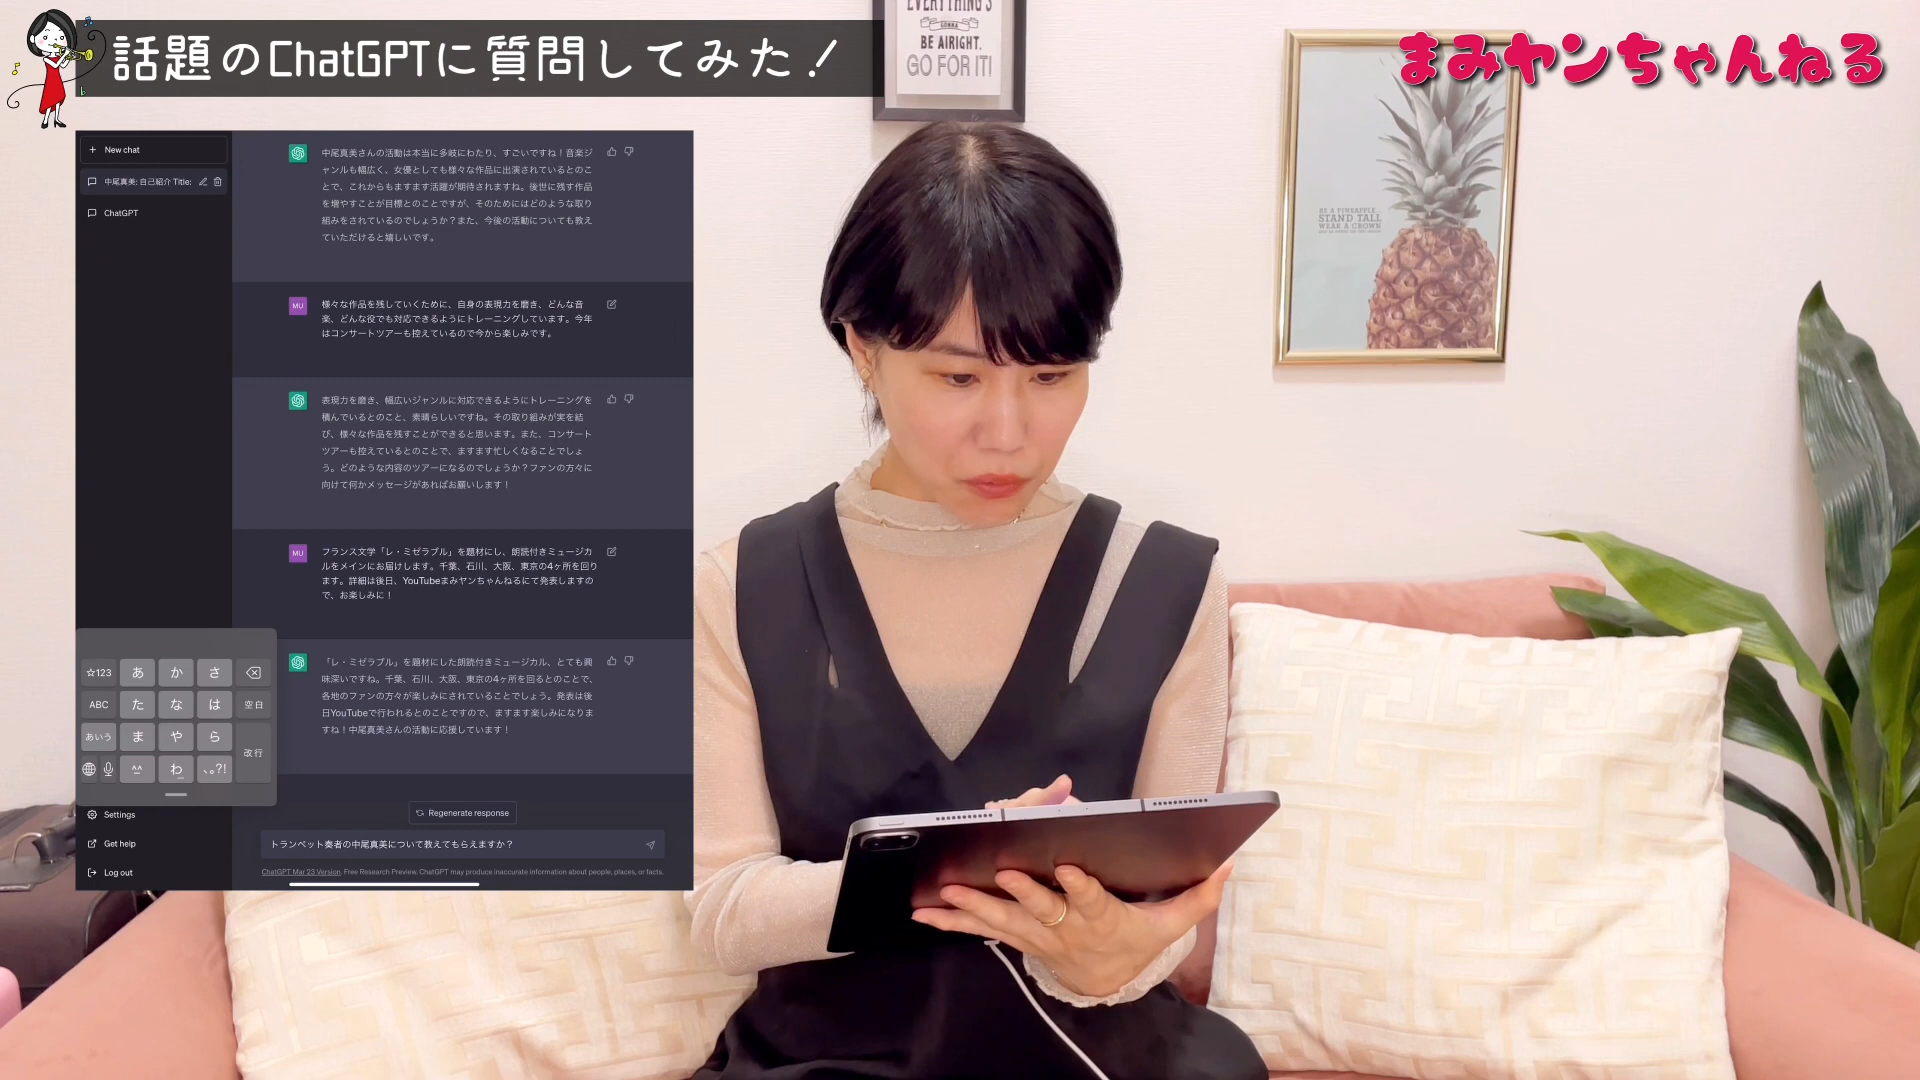 話題のChatGPTに質問してみた！
まみヤンちゃんねる
EVERYTHING'S
GONNA
BE AIRIGHT.
GO FOR IT!
BE A PINEAPPLE...
STAND TALL
WEAR A CROWN
New chat
中尾真美: 自己紹介 Title:
ChatGPT
中尾真美さんの活動は本当に多岐にわたり、すごいですね！音楽ジ
ャンルも幅広く、女優としても様々な作品に出演されているとのこ
とで、これからもますます活躍が期待されますね。後世に残す作品
を増やすことが目標とのことですが、そのためにはどのような取り
組みをされているのでしょうか？また、今後の活動についても教え
ていただけると嬉しいです。
MU
様々な作品を残していくために、自身の表現力を磨き、どんな音
楽、どんな役でも対応できるようにトレーニングしています。今年
はコンサートツアーも控えているので今から楽しみです。
表現力を磨き、幅広いジャンルに対応できるようにトレーニングを
積んでいるとのこと、素晴らしいですね。その取り組みが実を結
び、様々な作品を残すことができると思います。また、コンサート
ツアーも控えているとのことで、ますます忙しくなることでしょ
う。どのような内容のツアーになるのでしょうか？ファンの方々に
向けて何かメッセージがあればお願いします！
MU
フランス文学「レ・ミゼラブル」を題材にし、朗読付きミュージカ
ルをメインにお届けします。千葉、石川、大阪、東京の4ヶ所を回り
ます。詳細は後日、YouTubeまみヤンちゃんねるにて発表しますの
で、お楽しみに！
「レ・ミゼラブル」を題材にした朗読付きミュージカル、とても興
味深いですね。千葉、石川、大阪、東京の4ヶ所を回るとのことで、
各地のファンの方々が楽しみにされていることでしょう。発表は後
日YouTubeで行われるとのことですので、ますます楽しみになりま
すね！中尾真美さんの活動に応援しています！
☆123 あ か さ
ABC た な は 空白
あいう ま や ら
改行
^^ わ 、。?!
Settings
Get help
Log out
Regenerate response
トランペット奏者の中尾真美について教えてもらえますか？
ChatGPT Mar 23 Version. Free Research Preview. ChatGPT may produce inaccurate information about people, places, or facts.